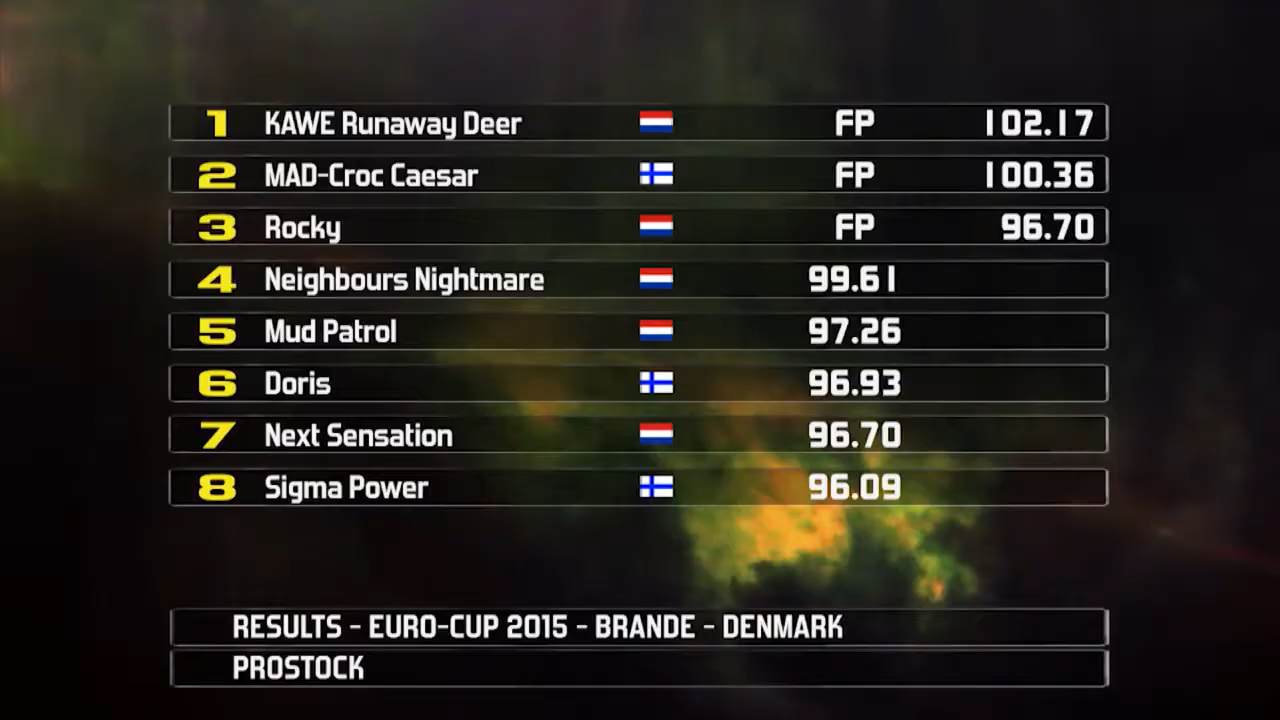 1 KAWE Runaway Deer FP 102.17
2 MAD-Croc Caesar FP 100.36
3 Rocky FP 96.70
4 Neighbours Nightmare 99.61
5 Mud Patrol 97.26
6 Doris 96.93
7 Next Sensation 96.70
8 Sigma Power 96.09
RESULTS - EURO-CUP 2015 - BRANDE - DENMARK
PROSTOCK